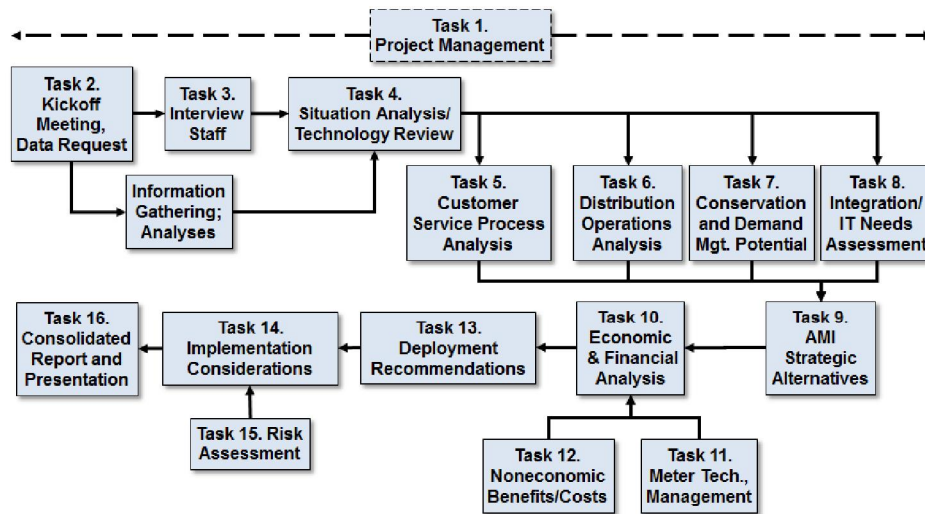 Task 1.
Project Management
Task 2.
Kickoff
Meeting,
Data Request
Task 3.
Interview
Staff
Task 4.
Situation Analysis/
Technology Review
Information
Gathering;
Analyses
Task 5.
Customer
Service Process
Analysis
Task 6.
Distribution
Operations
Analysis
Task 7.
Conservation
and Demand
Mgt. Potential
Task 8.
Integration/
IT Needs
Assessment
Task 16.
Consolidated
Report and
Presentation
Task 14.
Implementation
Considerations
Task 13.
Deployment
Recommendations
Task 10.
Economic
& Financial
Analysis
Task 9.
AMI
Strategic
Alternatives
Task 15. Risk
Assessment
Task 12.
Noneconomic
Benefits/Costs
Task 11.
Meter Tech.,
Management